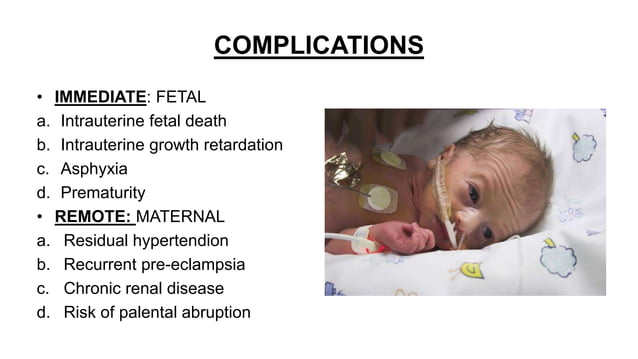 COMPLICATIONS
• IMMEDIATE: FETAL
a. Intrauterine fetal death
b. Intrauterine growth retardation
c. Asphyxia
d. Prematurity
• REMOTE: MATERNAL
a. Residual hypertendion
b. Recurrent pre-eclampsia
c. Chronic renal disease
d. Risk of palental abruption